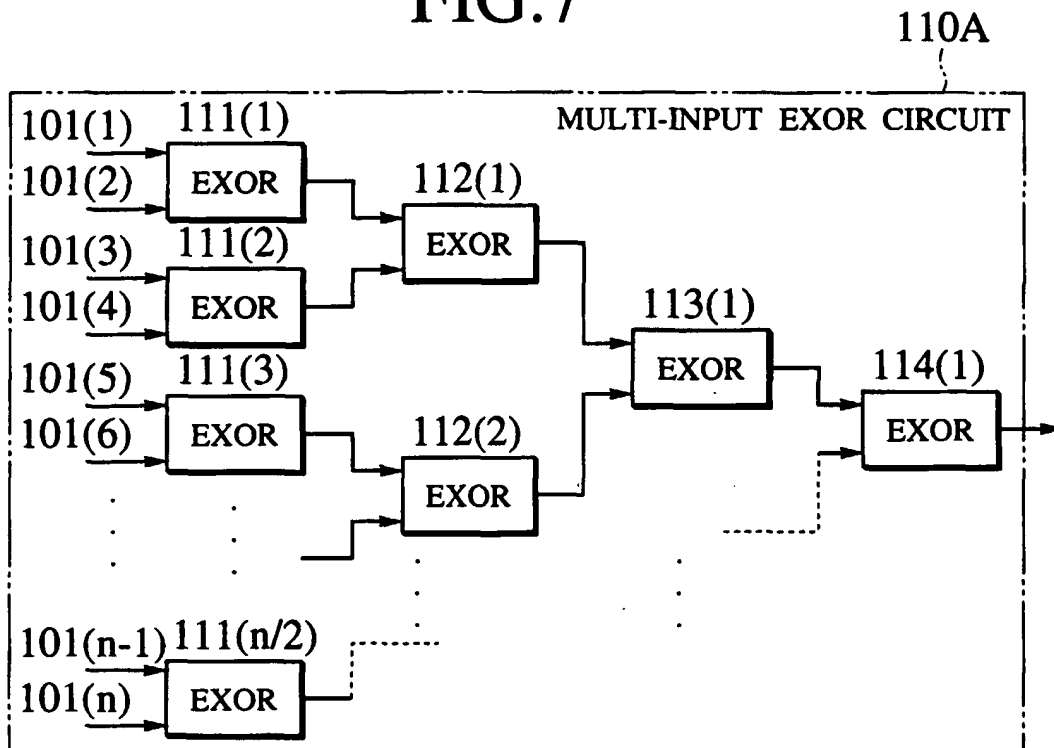 FIG. 7
110A
MULTI-INPUT EXOR CIRCUIT
101(1) 111(1)
EXOR
101(2)
112(1)
EXOR
101(3) 111(2)
EXOR
101(4)
113(1)
EXOR
114(1)
EXOR
101(5) 111(3)
EXOR
101(6)
112(2)
EXOR
101(n-1) 111(n/2)
EXOR
101(n)